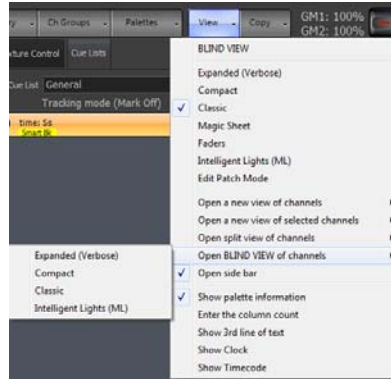 Ch Groups
Palettes
View
Copy
GM1: 100%
GM2: 100%
xture Control
Cue Lists
Cue List
General
Tracking mode (Mark Off)
time: 5s
Smart Bk
BLIND VIEW
Expanded (Verbose)
Compact
Classic
Magic Sheet
Faders
Intelligent Lights (ML)
Edit Patch Mode
Open a new view of channels
Open a new view of selected channels
Open split view of channels
Open BLIND VIEW of channels
Open side bar
Show palette information
Enter the column count
Show 3rd line of text
Show Clock
Show Timecode
Expanded (Verbose)
Compact
Classic
Intelligent Lights (ML)